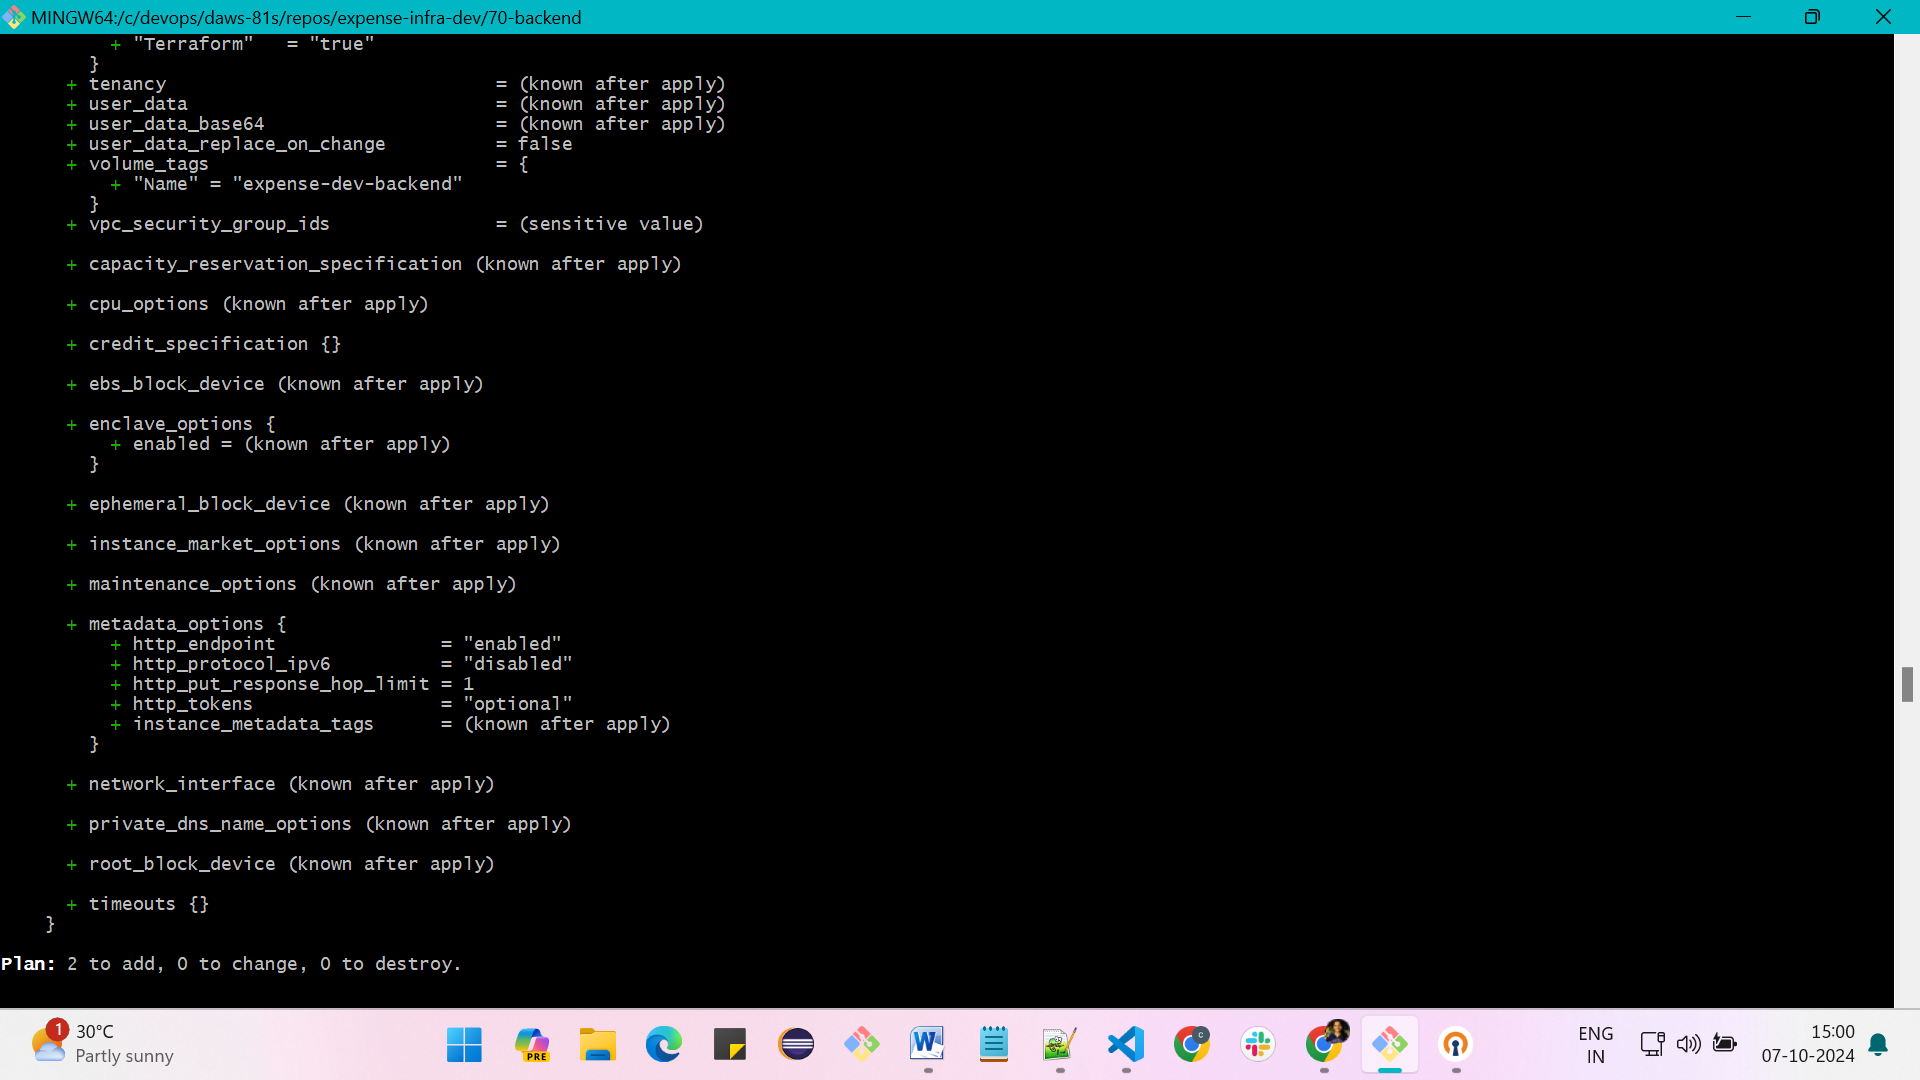 MINGW64:/c/devops/daws-81s/repos/expense-infra-dev/70-backend
+ "Terraform"   = "true"
}
+ tenancy                              = (known after apply)
+ user_data                            = (known after apply)
+ user_data_base64                     = (known after apply)
+ user_data_replace_on_change          = false
+ volume_tags                          = {
+ "Name" = "expense-dev-backend"
}
+ vpc_security_group_ids               = (sensitive value)
+ capacity_reservation_specification (known after apply)
+ cpu_options (known after apply)
+ credit_specification {}
+ ebs_block_device (known after apply)
+ enclave_options {
+ enabled = (known after apply)
}
+ ephemeral_block_device (known after apply)
+ instance_market_options (known after apply)
+ maintenance_options (known after apply)
+ metadata_options {
+ http_endpoint               = "enabled"
+ http_protocol_ipv6          = "disabled"
+ http_put_response_hop_limit = 1
+ http_tokens                 = "optional"
+ instance_metadata_tags      = (known after apply)
}
+ network_interface (known after apply)
+ private_dns_name_options (known after apply)
+ root_block_device (known after apply)
+ timeouts {}
}
Plan: 2 to add, 0 to change, 0 to destroy.
1
30°C
Partly sunny
PRE
W
C
ENG
IN
15:00
07-10-2024